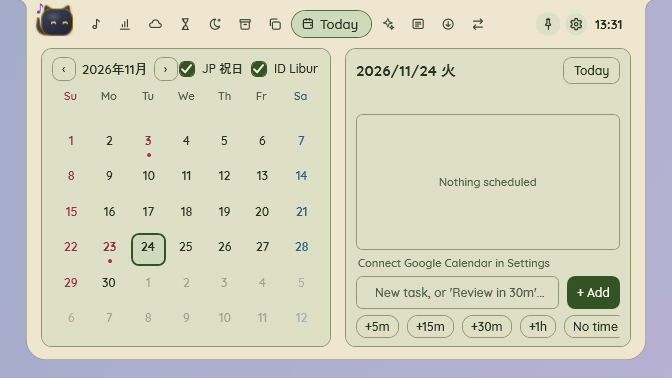 Today
13:31
‹ 2026年11月 › JP 祝日 ID Libur
Su Mo Tu We Th Fr Sa
1 2 3 4 5 6 7
8 9 10 11 12 13 14
15 16 17 18 19 20 21
22 23 24 25 26 27 28
29 30 1 2 3 4 5
6 7 8 9 10 11 12
2026/11/24 火
Today
Nothing scheduled
Connect Google Calendar in Settings
New task, or 'Review in 30m'...
+ Add
+5m +15m +30m +1h No time